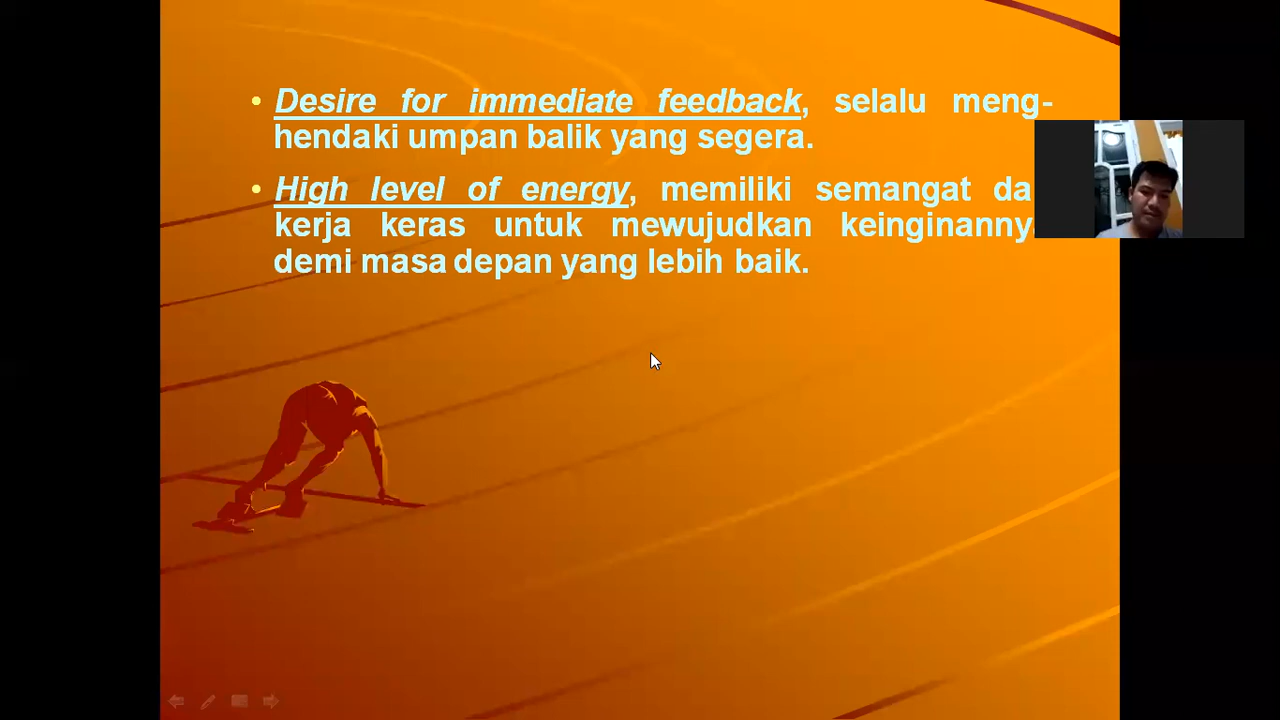 • Desire for immediate feedback, selalu meng-
hendaki umpan balik yang segera.
• High level of energy, memiliki semangat da
kerja keras untuk mewujudkan keinginanny
demi masa depan yang lebih baik.